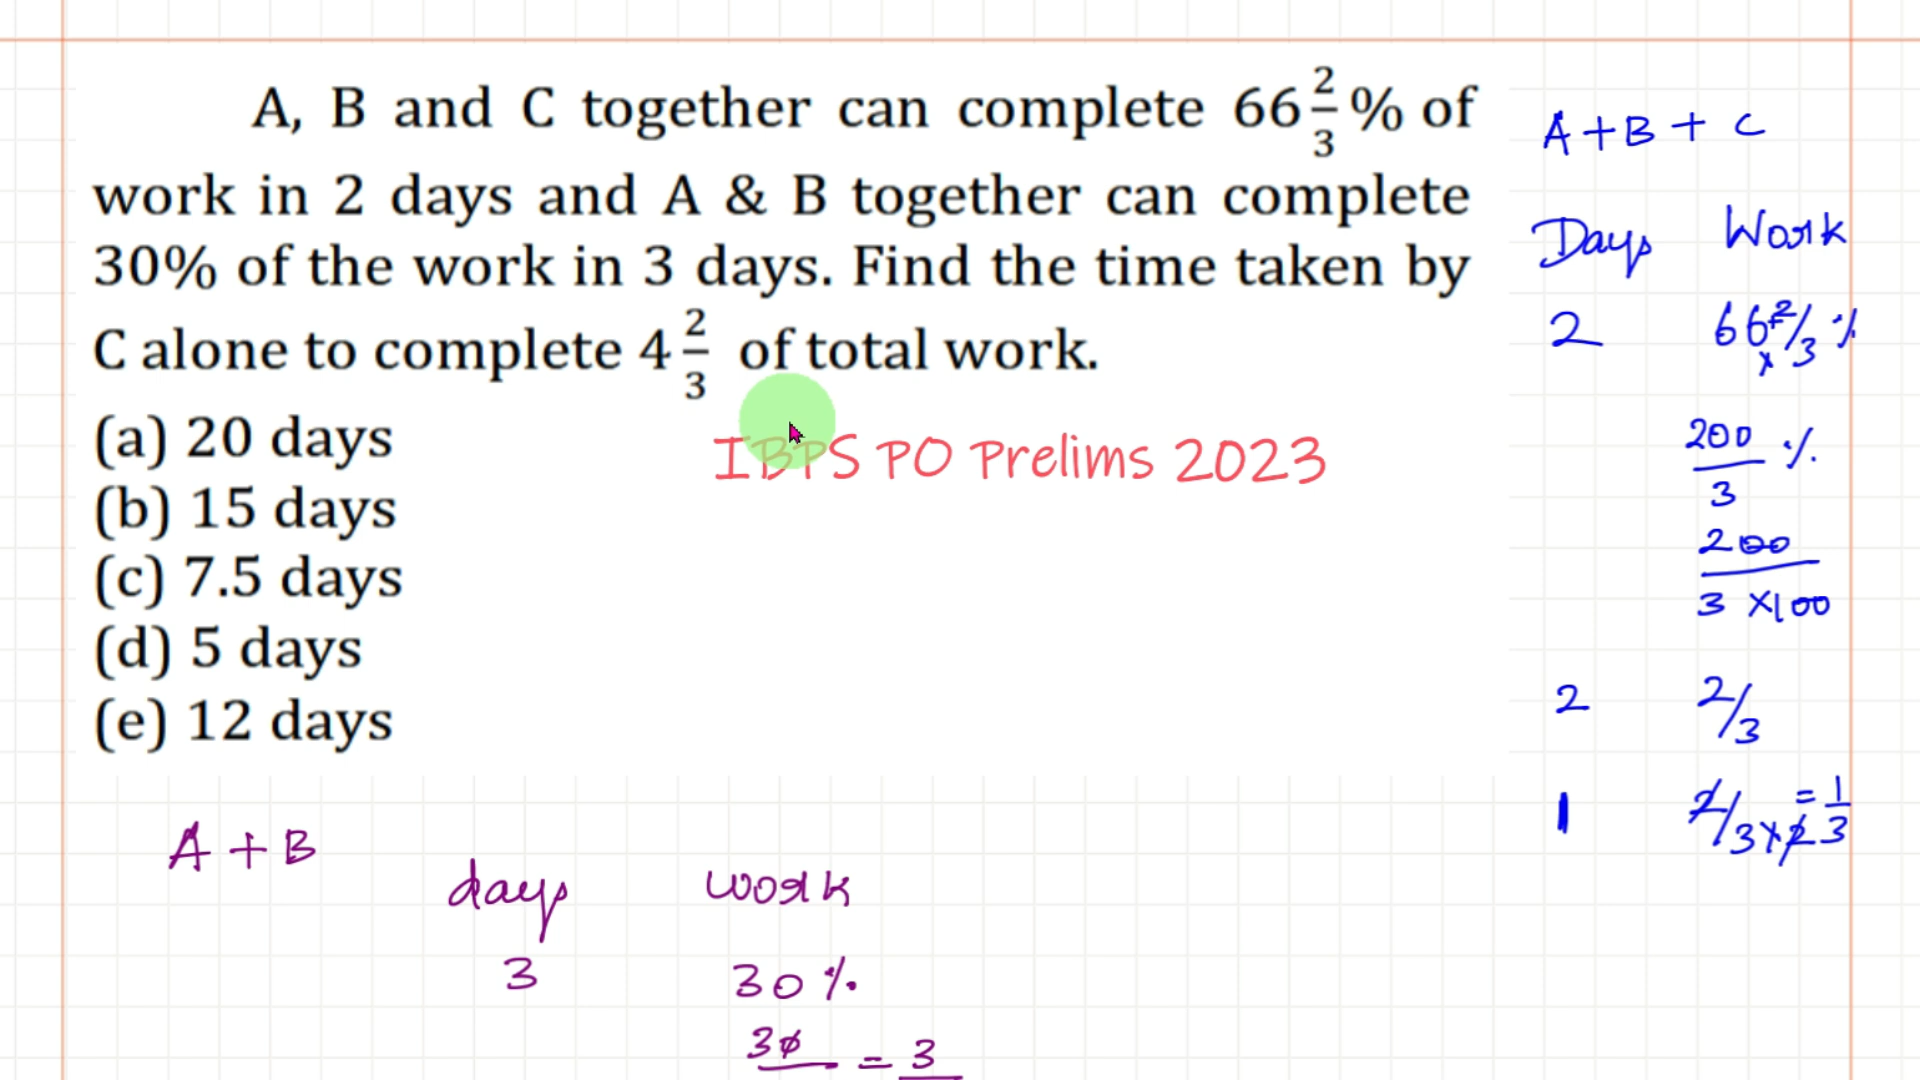 A, B and C together can complete 66 2/3 % of
work in 2 days and A & B together can complete
30% of the work in 3 days. Find the time taken by
C alone to complete 4 2/3 of total work.
(a) 20 days
(b) 15 days
(c) 7.5 days
(d) 5 days
(e) 12 days
IBPS PO Prelims 2023
A + B + C
Days Work
2 66 2/3 %
200/3 %
200/3 × 100
2 2/3
1 2/3×2 = 1/3
A + B
days work
3 30 %
30 = 3